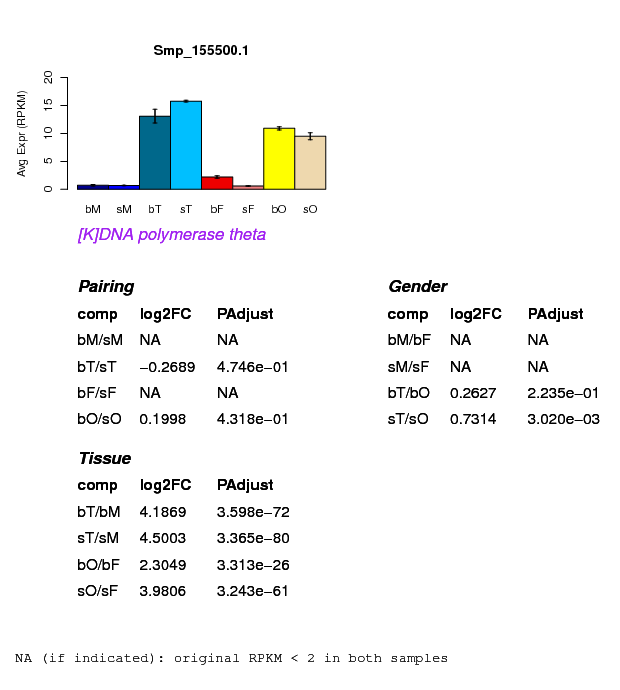 Smp_155500.1
Avg Expr (RPKM)
20
15
10
5
0
bM sM bT sT bF sF bO sO
[K]DNA polymerase theta
Pairing
comp log2FC PAdjust
bM/sM NA NA
bT/sT −0.2689 4.746e−01
bF/sF NA NA
bO/sO 0.1998 4.318e−01
Gender
comp log2FC PAdjust
bM/bF NA NA
sM/sF NA NA
bT/bO 0.2627 2.235e−01
sT/sO 0.7314 3.020e−03
Tissue
comp log2FC PAdjust
bT/bM 4.1869 3.598e−72
sT/sM 4.5003 3.365e−80
bO/bF 2.3049 3.313e−26
sO/sF 3.9806 3.243e−61
NA (if indicated): original RPKM < 2 in both samples